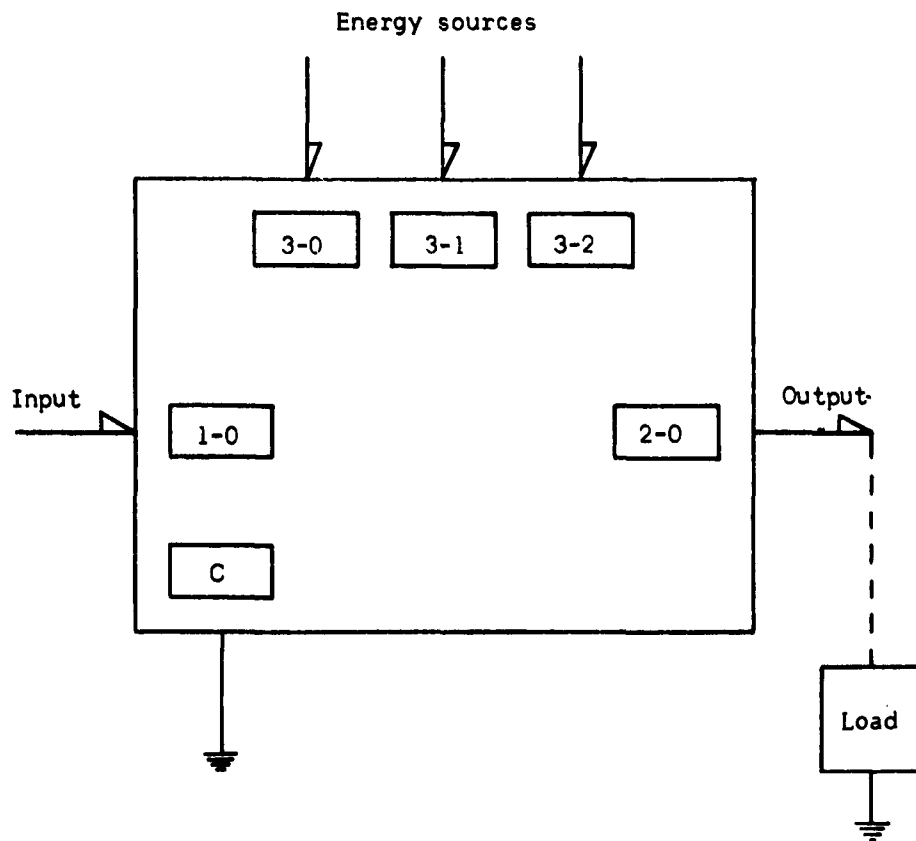 Energy sources
3-0 3-1 3-2
Input
Output
1-0
2-0
C
Load